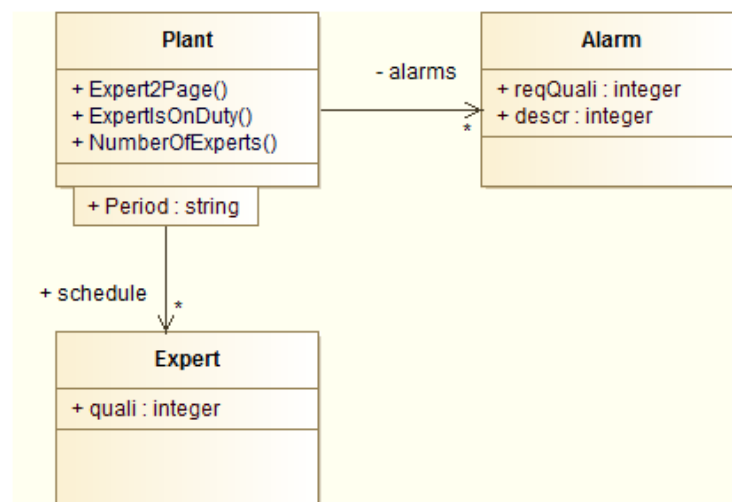 Plant
+ Expert2Page()
+ ExpertIsOnDuty()
+ NumberOfExperts()
+ Period : string
- alarms
*
Alarm
+ reqQuali : integer
+ descr : integer
+ schedule
*
Expert
+ quali : integer